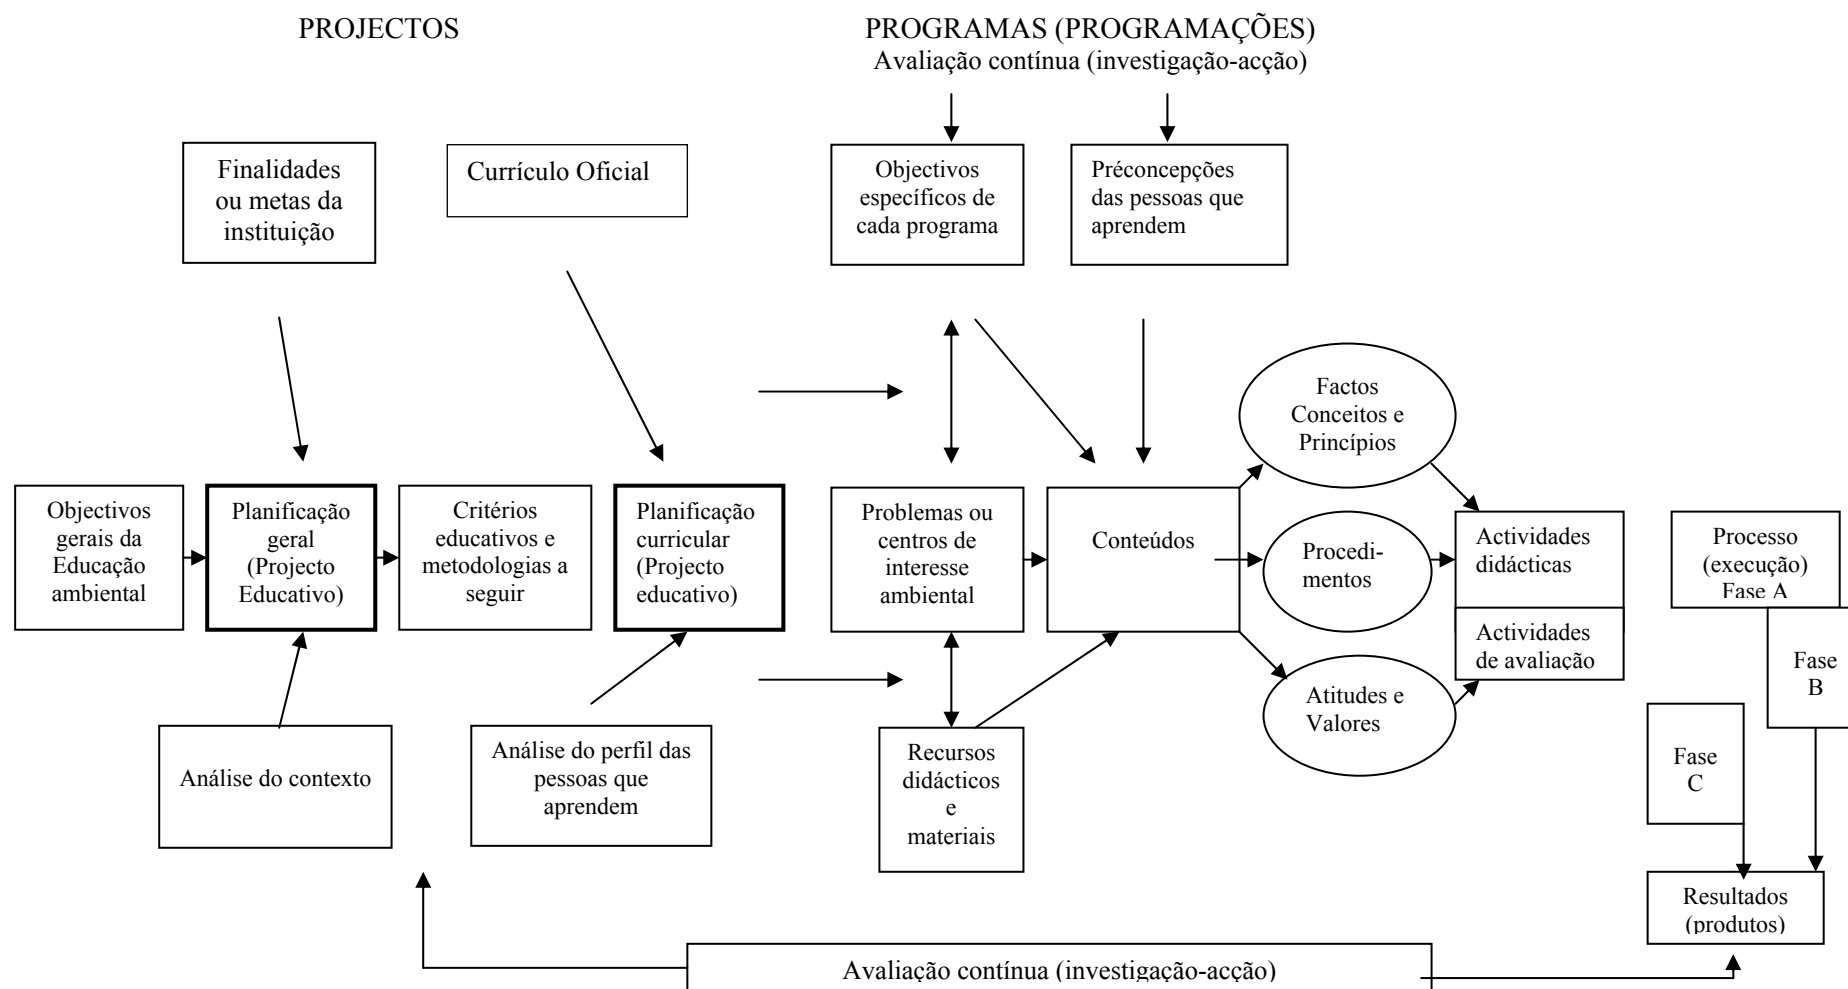 PROJECTOS
PROGRAMAS (PROGRAMAÇÕES)
Avaliação contínua (investigação-acção)
Finalidades
ou metas da
instituição
Currículo Oficial
Objectivos
específicos de
cada programa
Préconcepções
das pessoas que
aprendem
Factos
Conceitos e
Princípios
Objectivos
gerais da
Educação
ambiental
Planificação
geral
(Projecto
Educativo)
Critérios
educativos e
metodologias a
seguir
Planificação
curricular
(Projecto
educativo)
Problemas ou
centros de
interesse
ambiental
Conteúdos
Procedi-
mentos
Actividades
didácticas
Actividades
de avaliação
Processo
(execução)
Fase A
Fase
B
Atitudes e
Valores
Análise do contexto
Análise do perfil das
pessoas que
aprendem
Recursos
didácticos
e
materiais
Fase
C
Resultados
(produtos)
Avaliação contínua (investigação-acção)